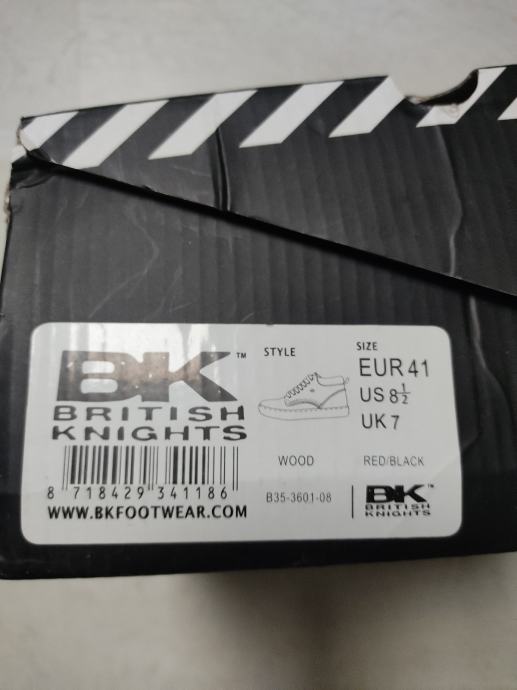 BK™
BRITISH
KNIGHTS
8 718429 341186
WWW.BKFOOTWEAR.COM
STYLE
WOOD
B35-3601-08
SIZE
EUR 41
US 8½
UK 7
RED/BLACK
BK™
BRITISH
KNIGHTS